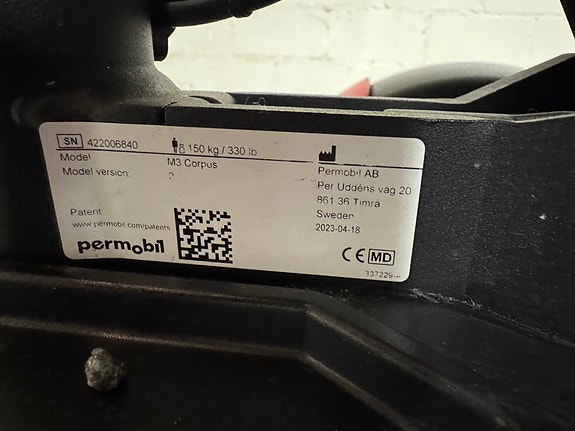 SN 422006840 150 kg / 330 lb
Model M3 Corpus
Model version 2
Permobil AB
Per Uddéns väg 20
861 36 Timrå
Sweden
2023-04-18
Patent
www.permobil.com/patents
permobil
CE MD